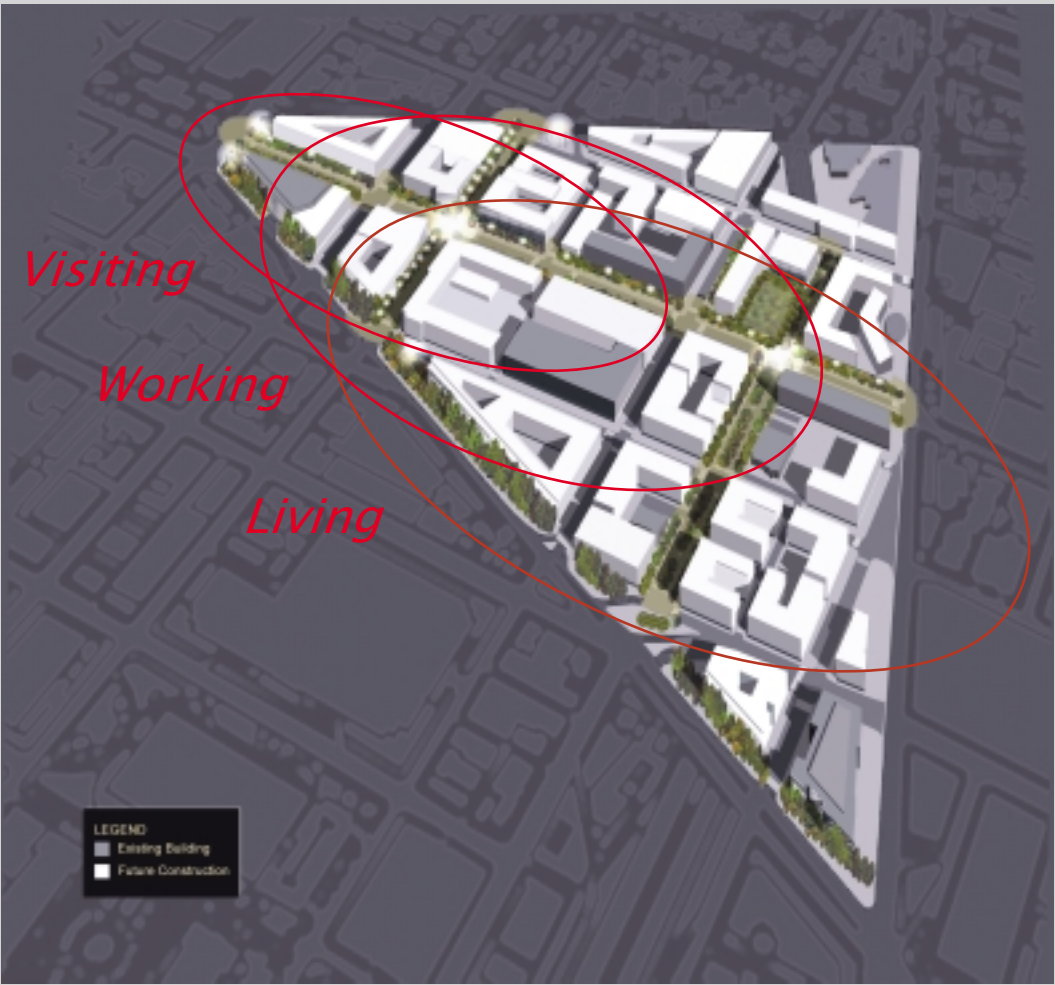 Visiting
Working
Living
LEGEND
Existing Building
Future Construction